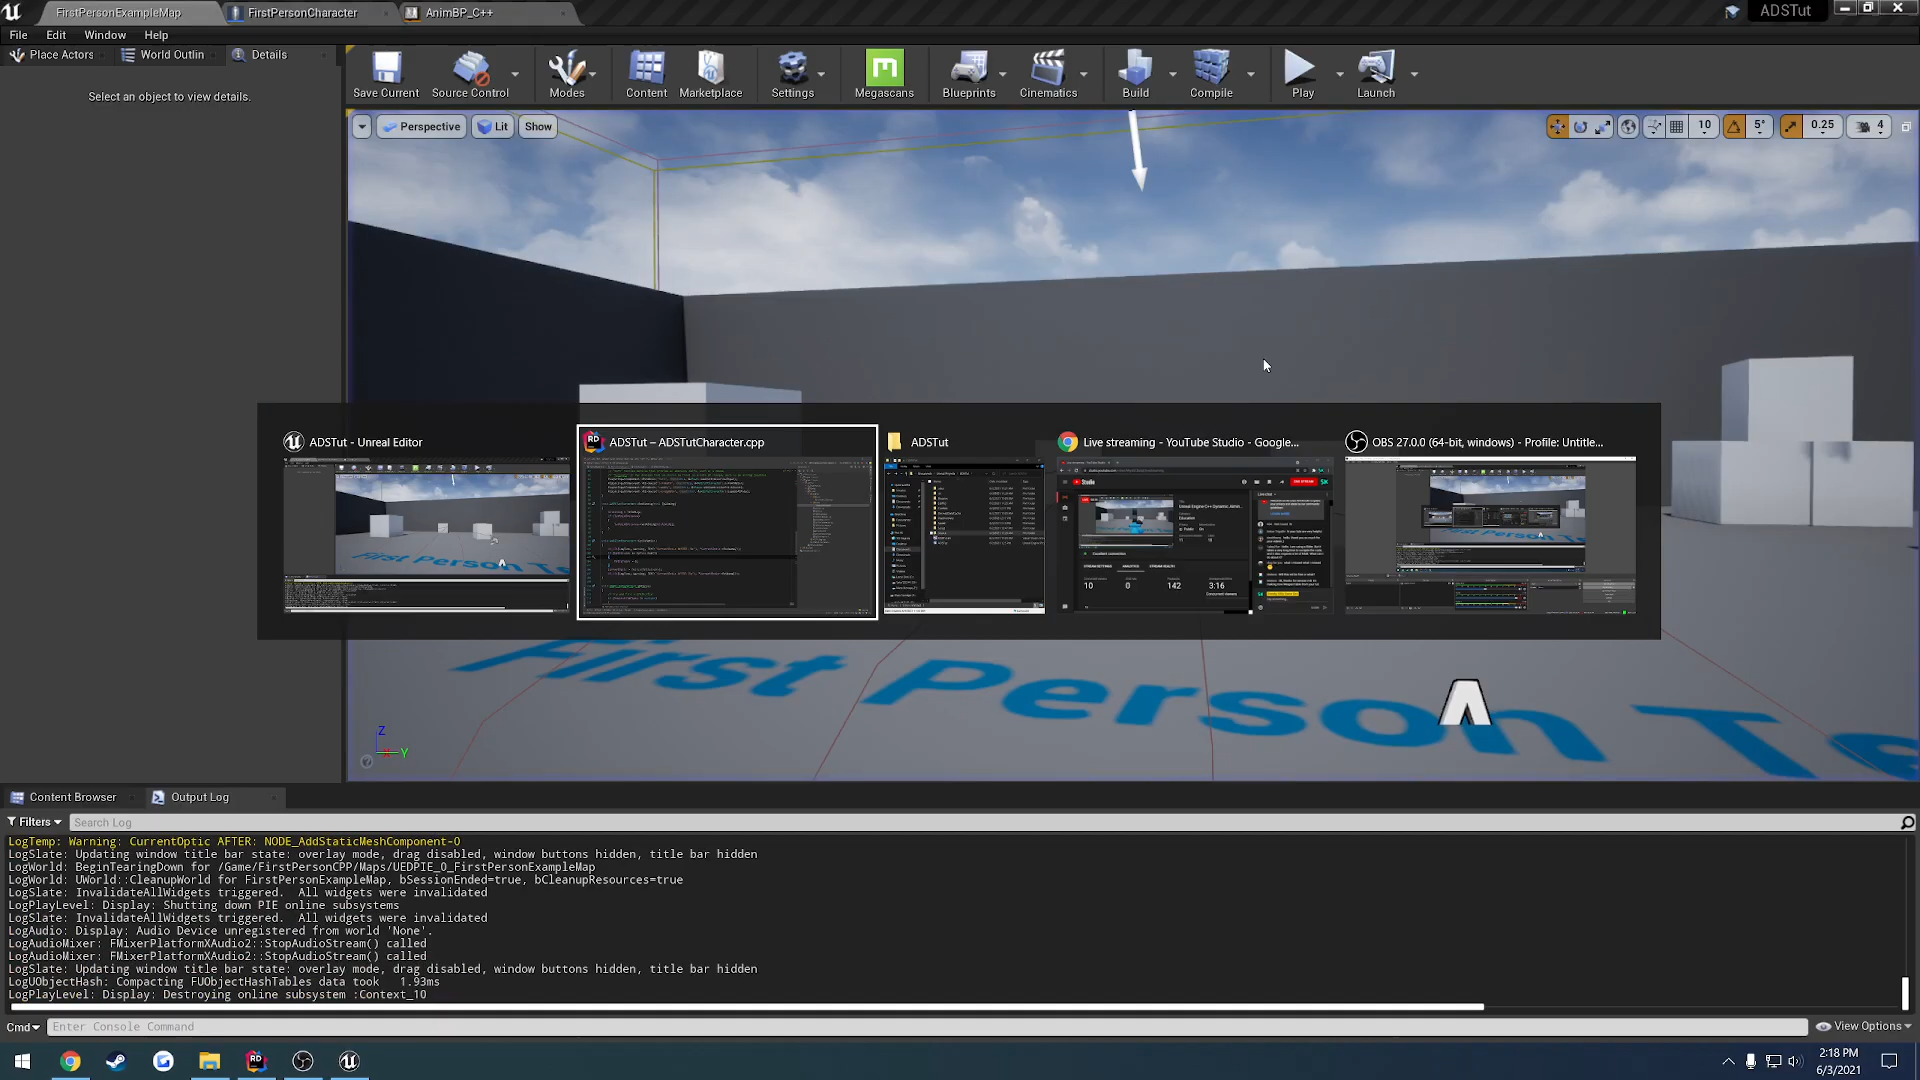 FirstPersonExampleMap
FirstPersonCharacter
AnimBP_C++
ADSTut
File Edit Window Help
Place Actors
World Outlin
Details
Select an object to view details.
Save Current
Source Control
Modes
Content
Marketplace
Settings
Megascans
Blueprints
Cinematics
Build
Compile
Play
Launch
Perspective
Lit
Show
10
5°
0.25
4
ADSTut - Unreal Editor
ADSTut – ADSTutCharacter.cpp
ADSTut
Live streaming - YouTube Studio - Google...
OBS 27.0.0 (64-bit, windows) - Profile: Untitle...
Studio
10
0
142
3:16
First Person T
Z
X
Y
Content Browser
Output Log
Filters
Search Log
LogTemp: Warning: CurrentOptic AFTER: NODE_AddStaticMeshComponent-0
LogSlate: Updating window title bar state: overlay mode, drag disabled, window buttons hidden, title bar hidden
LogWorld: BeginTearingDown for /Game/FirstPersonCPP/Maps/UEDPIE_0_FirstPersonExampleMap
LogWorld: UWorld::CleanupWorld for FirstPersonExampleMap, bSessionEnded=true, bCleanupResources=true
LogSlate: InvalidateAllWidgets triggered.  All widgets were invalidated
LogPlayLevel: Display: Shutting down PIE online subsystems
LogSlate: InvalidateAllWidgets triggered.  All widgets were invalidated
LogAudio: Display: Audio Device unregistered from world 'None'.
LogAudioMixer: FMixerPlatformXAudio2::StopAudioStream() called
LogAudioMixer: FMixerPlatformXAudio2::StopAudioStream() called
LogSlate: Updating window title bar state: overlay mode, drag disabled, window buttons hidden, title bar hidden
LogUObjectHash: Compacting FUObjectHashTables data took   1.93ms
LogPlayLevel: Display: Destroying online subsystem :Context_10
Cmd
Enter Console Command
View Options
2:18 PM
6/3/2021